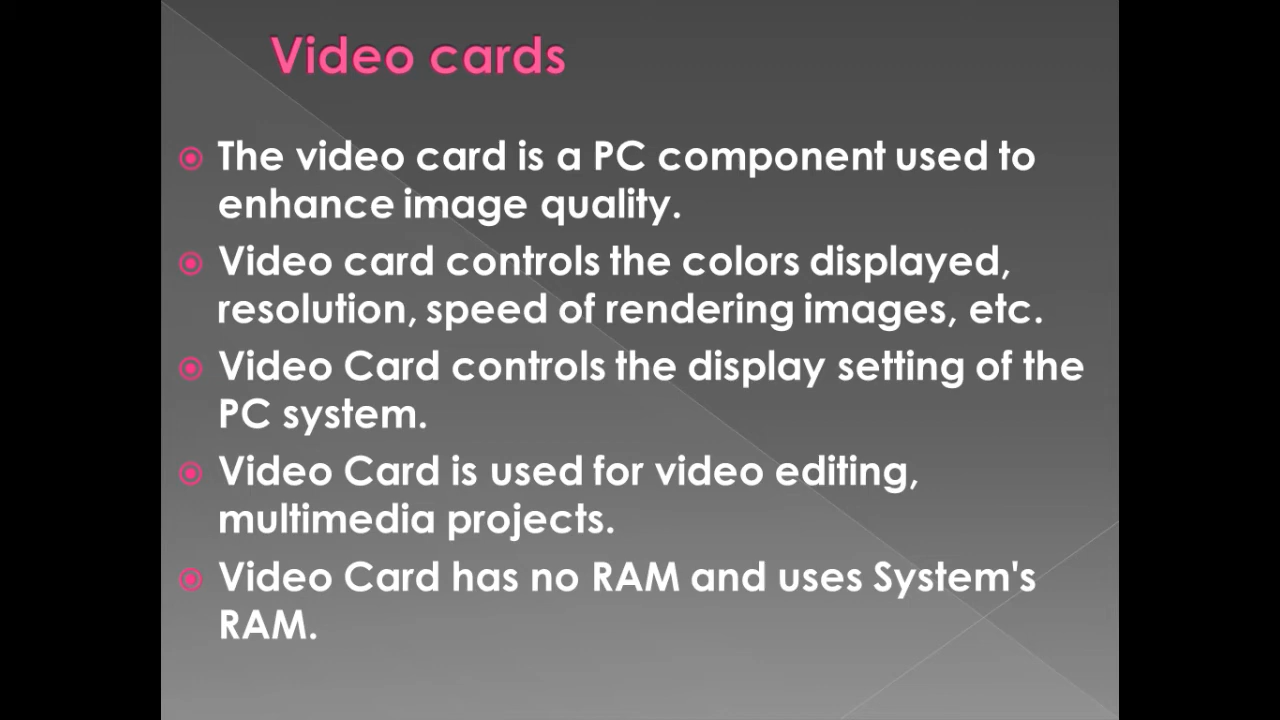 Video cards
The video card is a PC component used to
enhance image quality.
Video card controls the colors displayed,
resolution, speed of rendering images, etc.
Video Card controls the display setting of the
PC system.
Video Card is used for video editing,
multimedia projects.
Video Card has no RAM and uses System's
RAM.